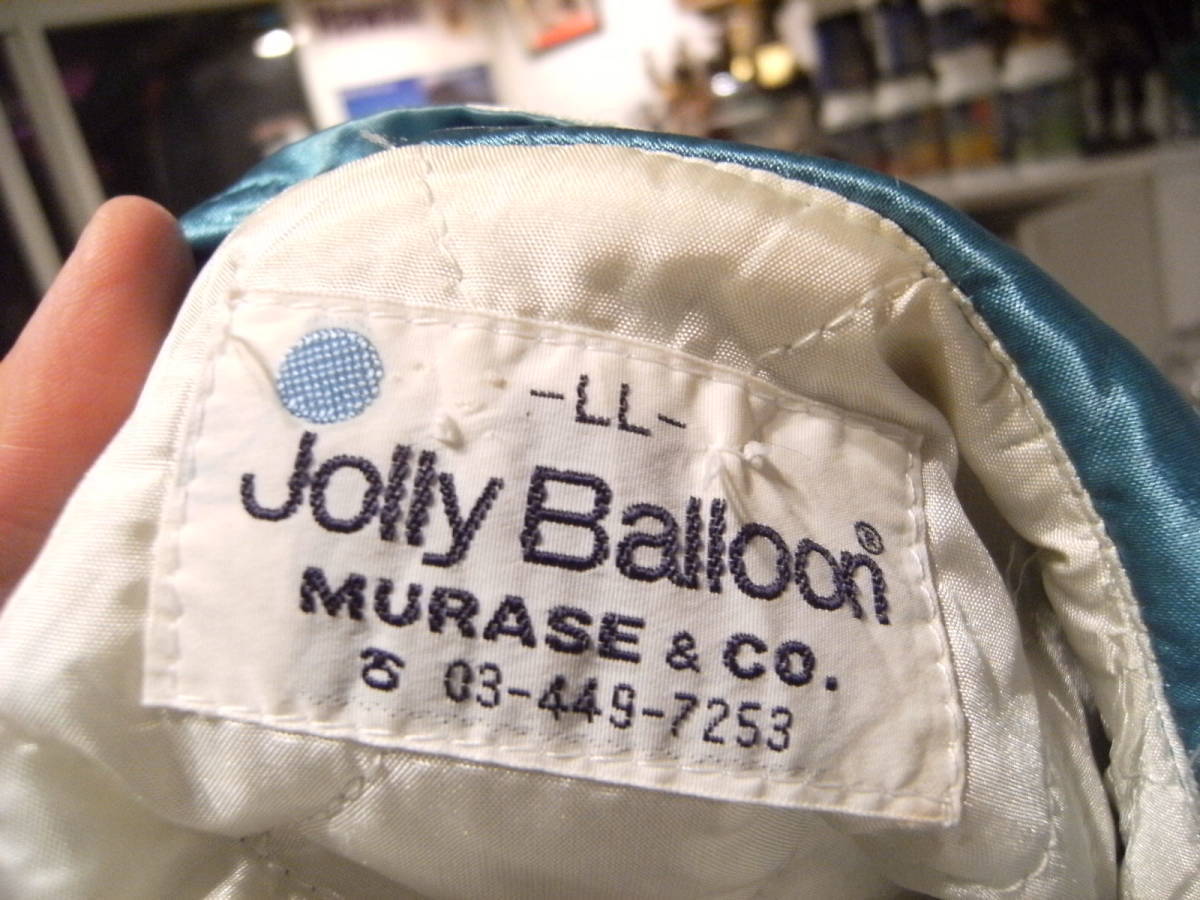 -LL-
Jolly Balloon®
MURASE & CO.
☎ 03-449-7253